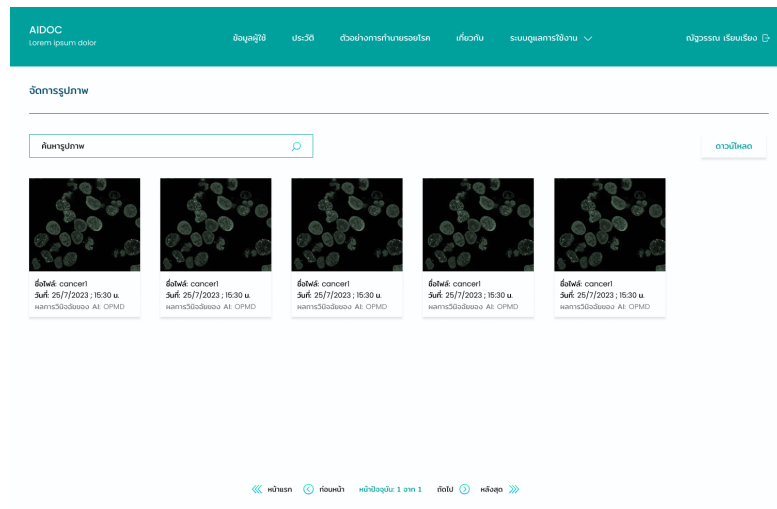 AIDOC
Lorem ipsum dolor
ข้อมูลผู้ใช้ ประวัติ ตัวอย่างการทำนายรอยโรค เกี่ยวกับ ระบบดูแลการใช้งาน
ณัฐวรรณ เรียบเรียง
จัดการรูปภาพ
ค้นหารูปภาพ
ดาวน์โหลด
ชื่อไฟล์: cancer1
วันที่: 25/7/2023 ; 15:30 น.
ผลการวินิจฉัยของ AI: OPMD
ชื่อไฟล์: cancer1
วันที่: 25/7/2023 ; 15:30 น.
ผลการวินิจฉัยของ AI: OPMD
ชื่อไฟล์: cancer1
วันที่: 25/7/2023 ; 15:30 น.
ผลการวินิจฉัยของ AI: OPMD
ชื่อไฟล์: cancer1
วันที่: 25/7/2023 ; 15:30 น.
ผลการวินิจฉัยของ AI: OPMD
ชื่อไฟล์: cancer1
วันที่: 25/7/2023 ; 15:30 น.
ผลการวินิจฉัยของ AI: OPMD
หน้าแรก ก่อนหน้า หน้าปัจจุบัน: 1 จาก 1 ถัดไป หลังสุด